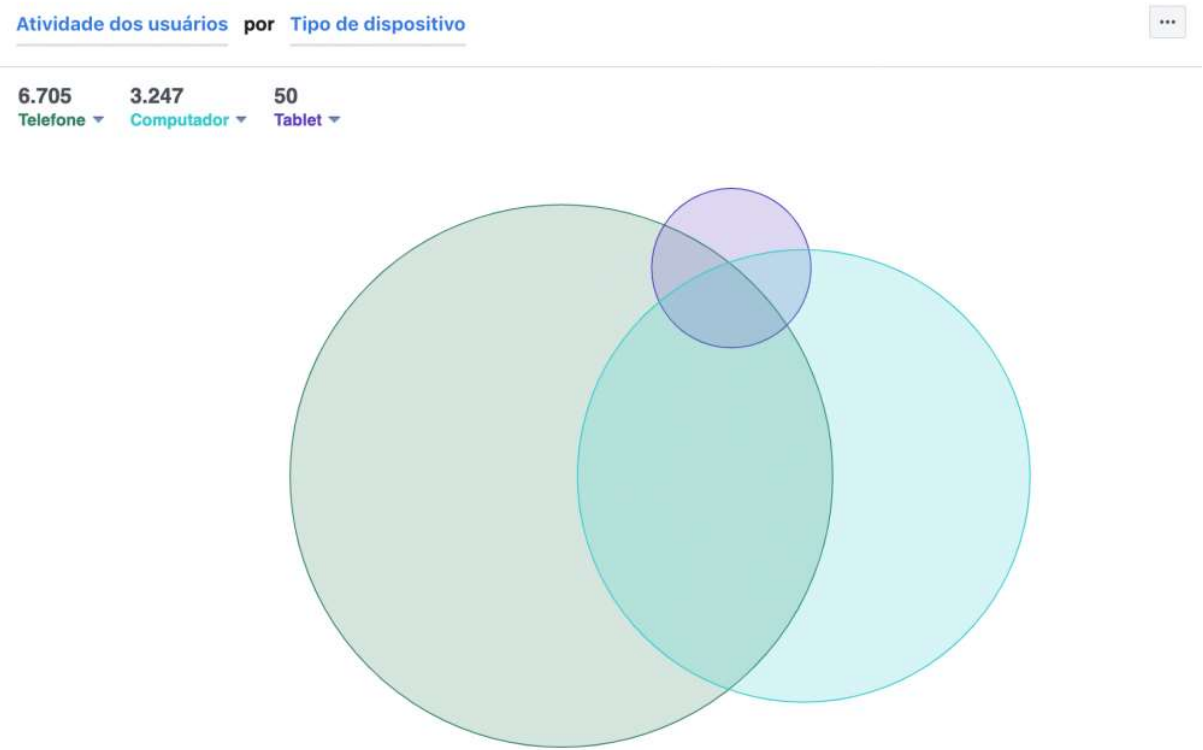 Atividade dos usuários por Tipo de dispositivo
...
6.705 3.247 50
Telefone Computador Tablet